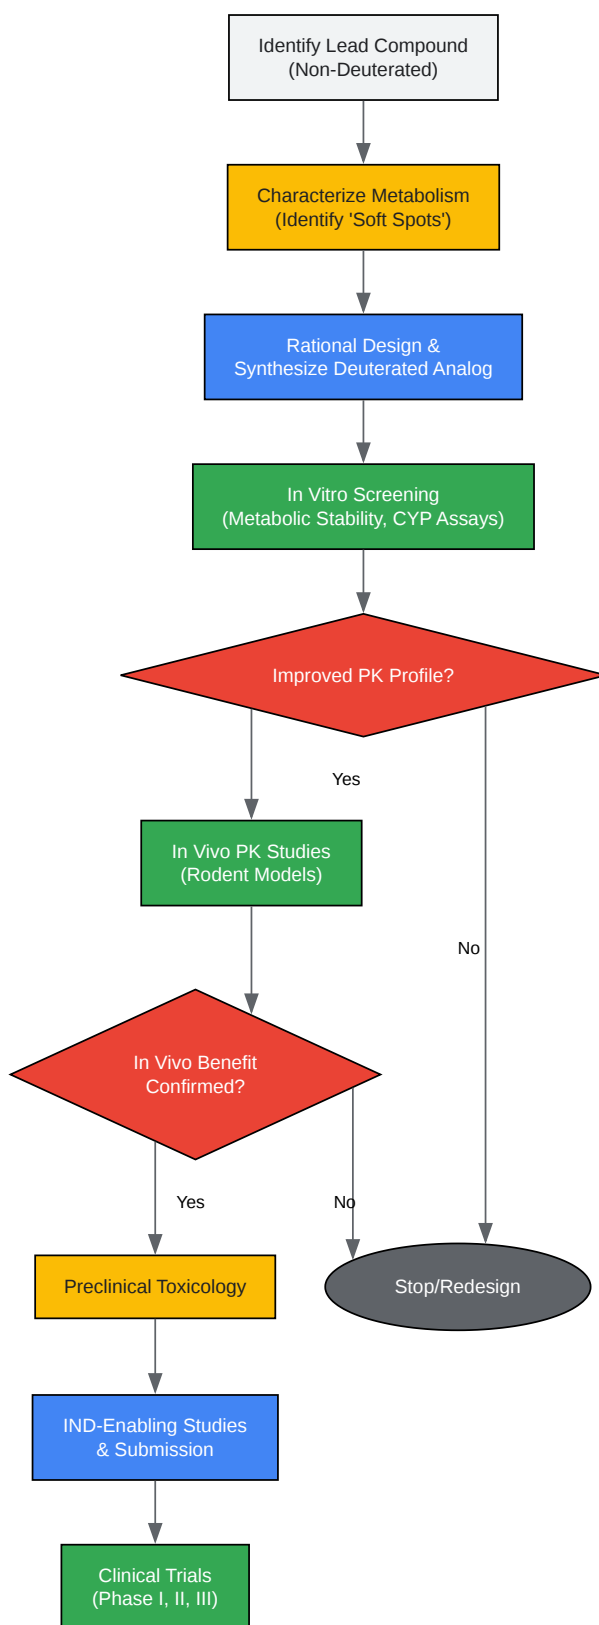 Identify Lead Compound
(Non-Deuterated)
Characterize Metabolism
(Identify 'Soft Spots')
Rational Design &
Synthesize Deuterated Analog
In Vitro Screening
(Metabolic Stability, CYP Assays)
Improved PK Profile?
Yes
In Vivo PK Studies
(Rodent Models)
No
In Vivo Benefit
Confirmed?
Yes
No
Preclinical Toxicology
Stop/Redesign
IND-Enabling Studies
& Submission
Clinical Trials
(Phase I, II, III)